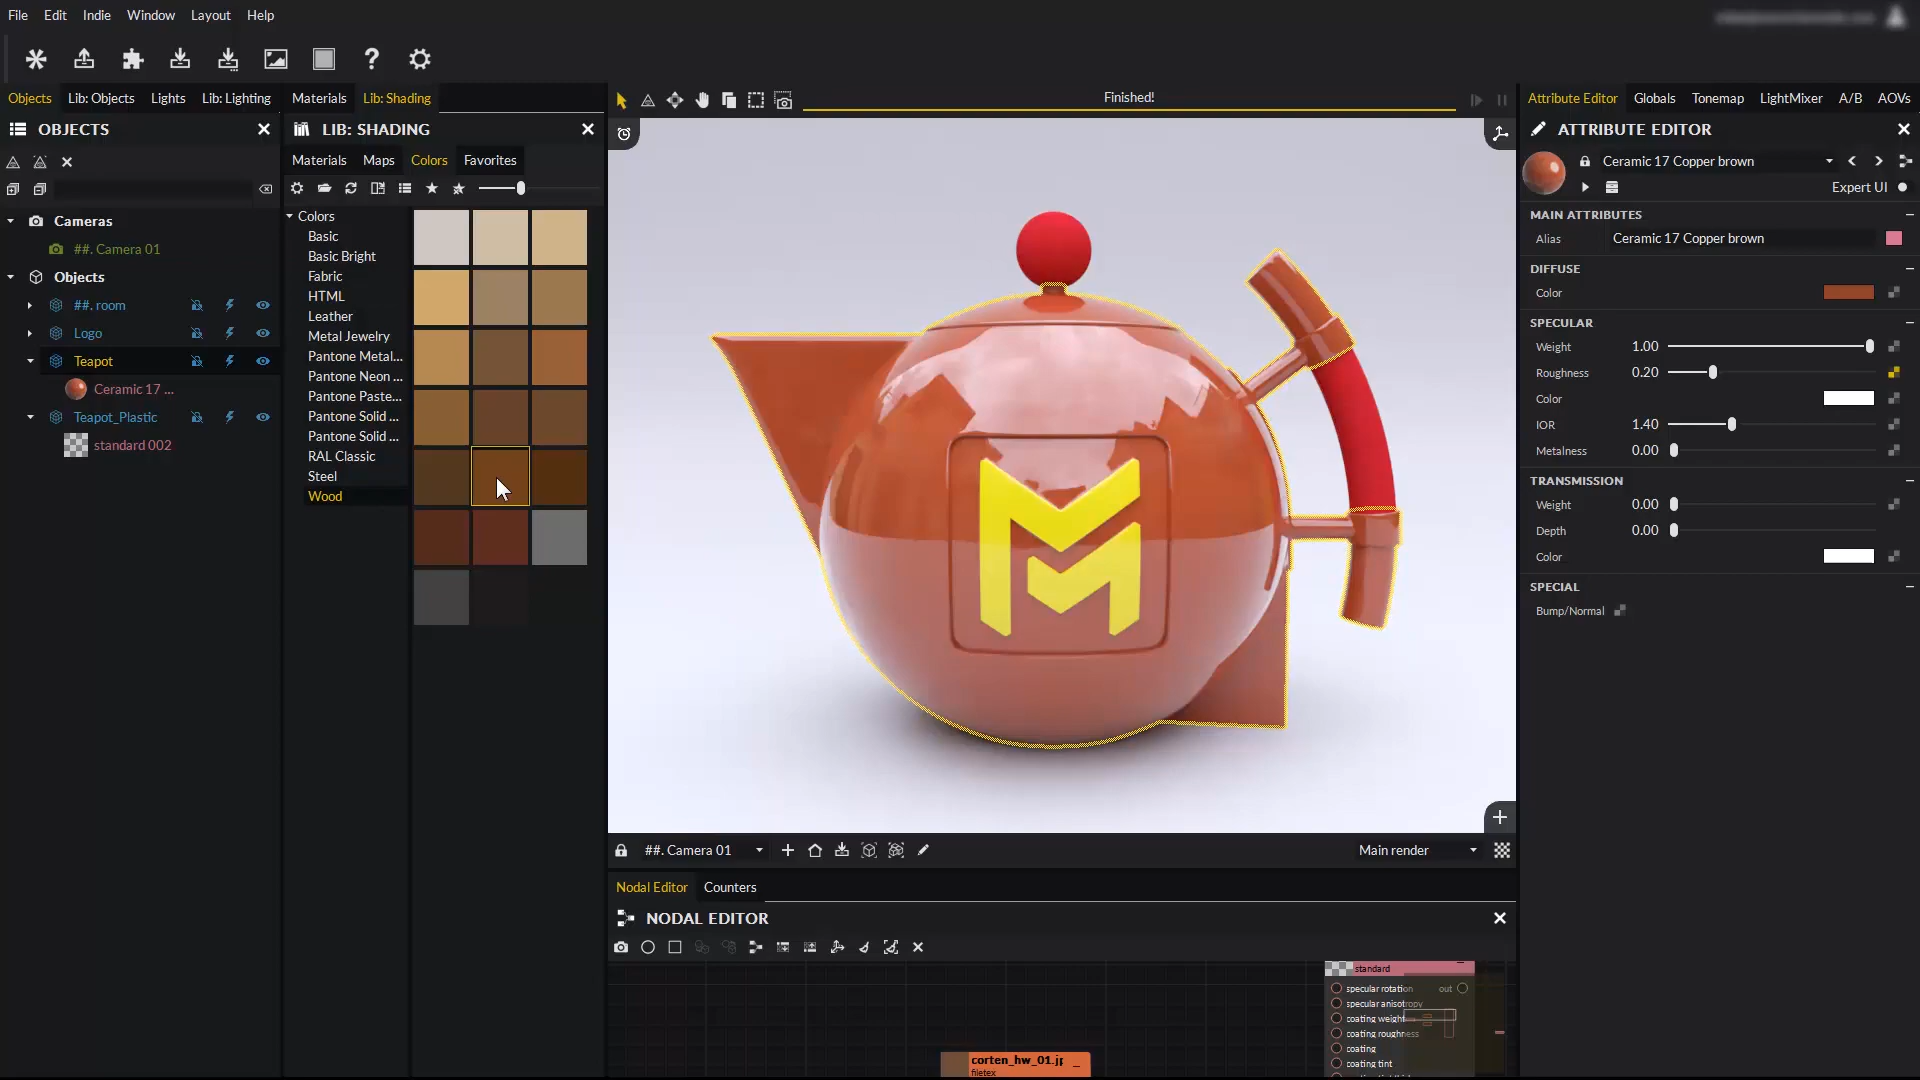 File Edit Indie Window Layout Help
Objects Lib: Objects Lights Lib: Lighting Materials Lib: Shading
Finished!
Attribute Editor Globals Tonemap LightMixer A/B AOVs
OBJECTS
Cameras
##. Camera 01
Objects
##. room
Logo
Teapot
Ceramic 17 ...
Teapot_Plastic
standard 002
LIB: SHADING
Materials Maps Colors Favorites
Colors
Basic
Basic Bright
Fabric
HTML
Leather
Metal Jewelry
Pantone Metal...
Pantone Neon ...
Pantone Paste...
Pantone Solid ...
Pantone Solid ...
RAL Classic
Steel
Wood
##. Camera 01
Main render
Nodal Editor Counters
NODAL EDITOR
corten_hw_01.jp
filetex
standard
specular rotation out
specular anisotropy
coating weight
coating roughness
coating
coating tint
ATTRIBUTE EDITOR
Ceramic 17 Copper brown
Expert UI
MAIN ATTRIBUTES
Alias Ceramic 17 Copper brown
DIFFUSE
Color
SPECULAR
Weight 1.00
Roughness 0.20
Color
IOR 1.40
Metalness 0.00
TRANSMISSION
Weight 0.00
Depth 0.00
Color
SPECIAL
Bump/Normal